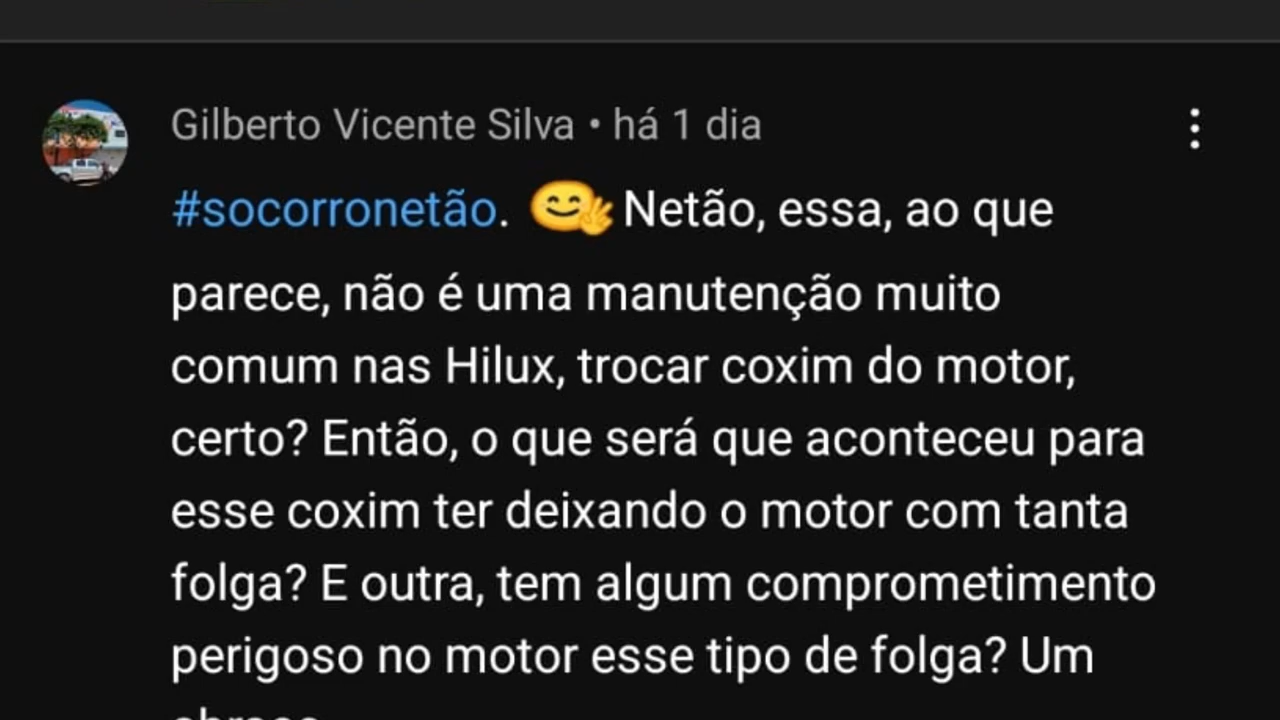 Gilberto Vicente Silva • há 1 dia
#socorronetão. 😊👌 Netão, essa, ao que
parece, não é uma manutenção muito
comum nas Hilux, trocar coxim do motor,
certo? Então, o que será que aconteceu para
esse coxim ter deixando o motor com tanta
folga? E outra, tem algum comprometimento
perigoso no motor esse tipo de folga? Um